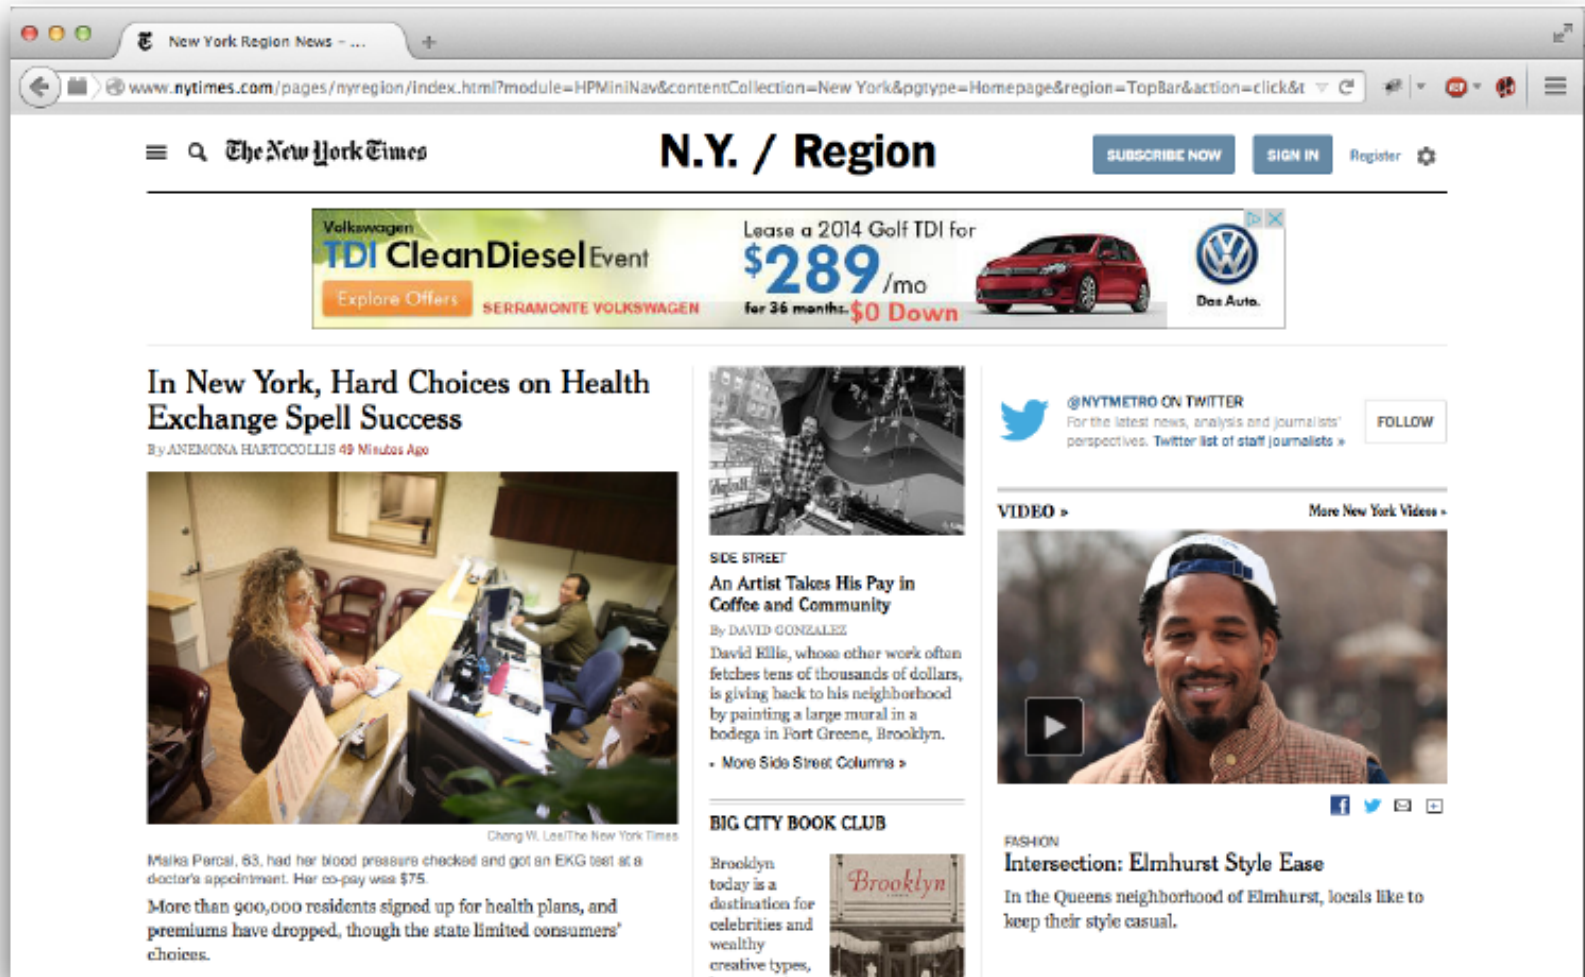 New York Region News – ...
www.nytimes.com/pages/nyregion/index.html?module=HPMiniNav&contentCollection=New York&pgtype=Homepage&region=TopBar&action=click&t
The New York Times
N.Y. / Region
SUBSCRIBE NOW
SIGN IN
Register
Volkswagen
TDI CleanDiesel Event
Explore Offers
SERRAMONTE VOLKSWAGEN
Lease a 2014 Golf TDI for
$289/mo
for 36 months. $0 Down
Das Auto.
In New York, Hard Choices on Health
Exchange Spell Success
By ANEMONA HARTOCOLLIS 49 Minutes Ago
Chang W. Lee/The New York Times
Malka Percal, 63, had her blood pressure checked and got an EKG test at a
doctor's appointment. Her co-pay was $75.
More than 900,000 residents signed up for health plans, and
premiums have dropped, though the state limited consumers'
choices.
SIDE STREET
An Artist Takes His Pay in
Coffee and Community
By DAVID GONZALEZ
David Ellis, whose other work often
fetches tens of thousands of dollars,
is giving back to his neighborhood
by painting a large mural in a
bodega in Fort Greene, Brooklyn.
• More Side Street Columns »
BIG CITY BOOK CLUB
Brooklyn
today is a
destination for
celebrities and
wealthy
creative types,
Brooklyn
@NYTMETRO ON TWITTER
For the latest news, analysis and journalists'
perspectives. Twitter list of staff journalists »
FOLLOW
VIDEO »
More New York Videos »
FASHION
Intersection: Elmhurst Style Ease
In the Queens neighborhood of Elmhurst, locals like to
keep their style casual.